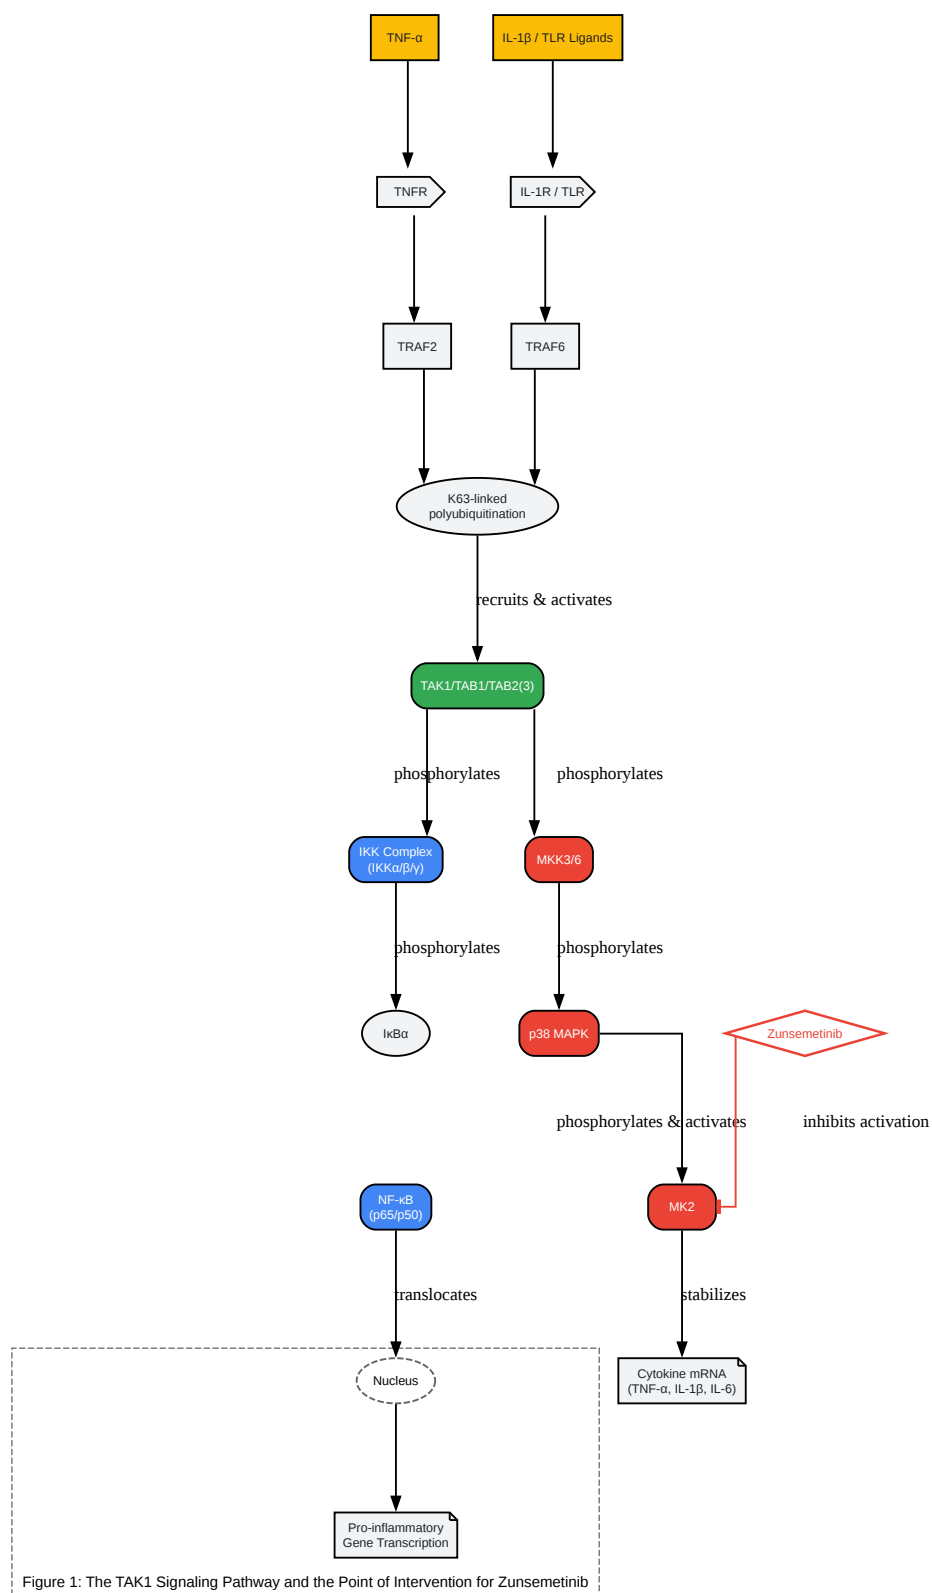 TNF-α
IL-1β / TLR Ligands
TNFR
IL-1R / TLR
TRAF2
TRAF6
K63-linked
polyubiquitination
recruits & activates
TAK1/TAB1/TAB2(3)
phosphorylates
phosphorylates
IKK Complex
(IKKα/β/γ)
MKK3/6
phosphorylates
phosphorylates
IκBα
p38 MAPK
Zunsemetinib
phosphorylates & activates
inhibits activation
NF-κB
(p65/p50)
MK2
translocates
stabilizes
Nucleus
Cytokine mRNA
(TNF-α, IL-1β, IL-6)
Pro-inflammatory
Gene Transcription
Figure 1: The TAK1 Signaling Pathway and the Point of Intervention for Zunsemetinib